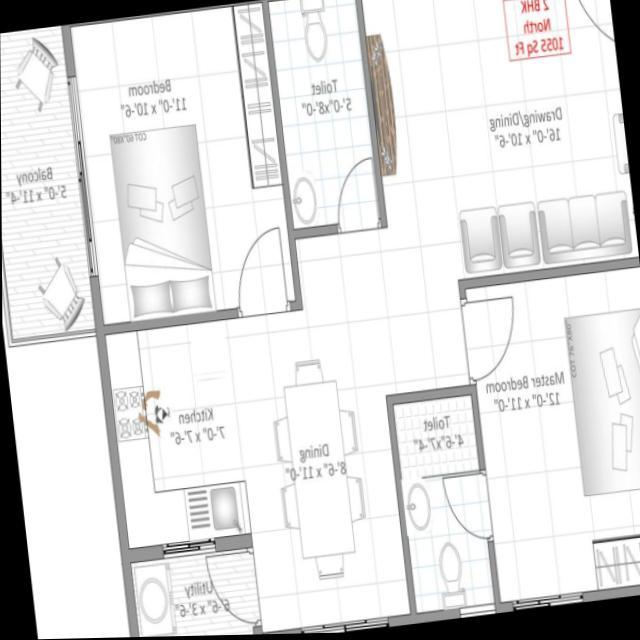 2 BHK
North
1055 Sq Ft
Bedroom
11'-0"x 10'-6"
Toilet
5'-0"x8'-0"
Drawing/Dining
16'-0"x 10'-6"
Balcony
5'-0"x 11'-4"
Master Bedroom
12'-0"x 11'-0"
Kitchen
7'-0" x 7'-6"
Toilet
4'-6"x7'-4"
Dining
8'-6"x 11'-0"
Utility
6'-6"x 3'-6"